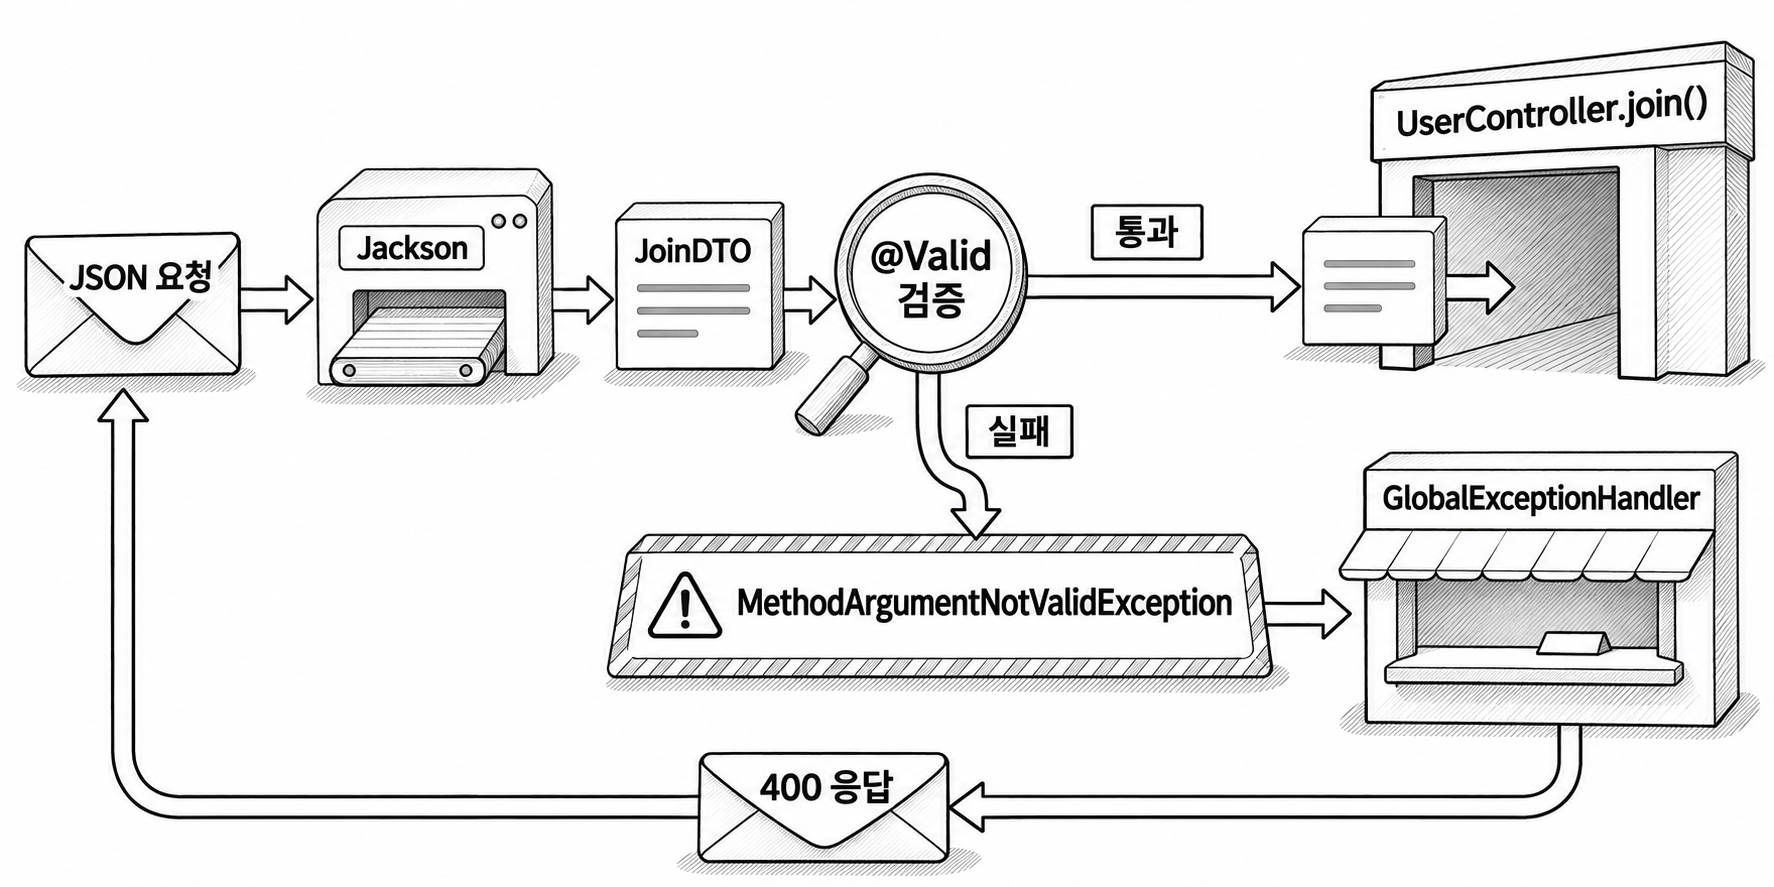 JSON 요청
Jackson
JoinDTO
@Valid
검증
통과
UserController.join()
실패
MethodArgumentNotValidException
GlobalExceptionHandler
400 응답